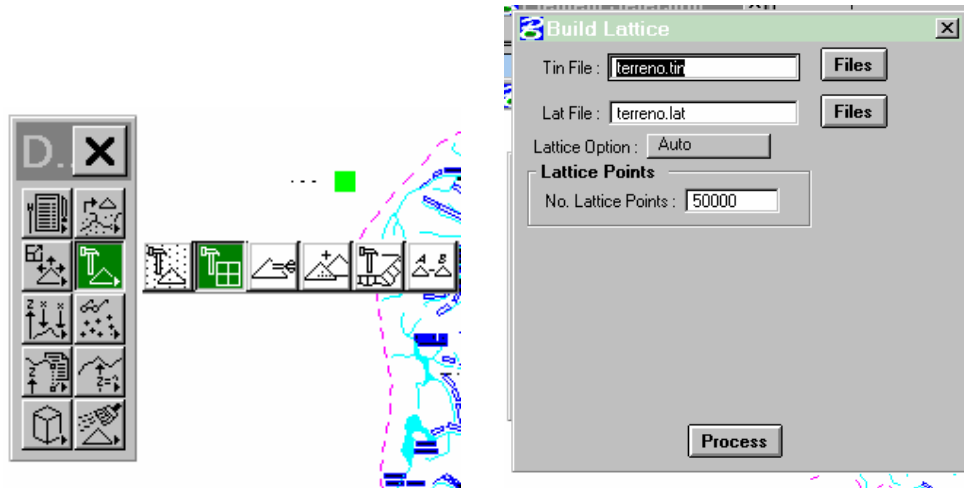 D..
A B
Build Lattice
Tin File : terreno.tin Files
Lat File : terreno.lat Files
Lattice Option : Auto
Lattice Points
No. Lattice Points : 50000
Process